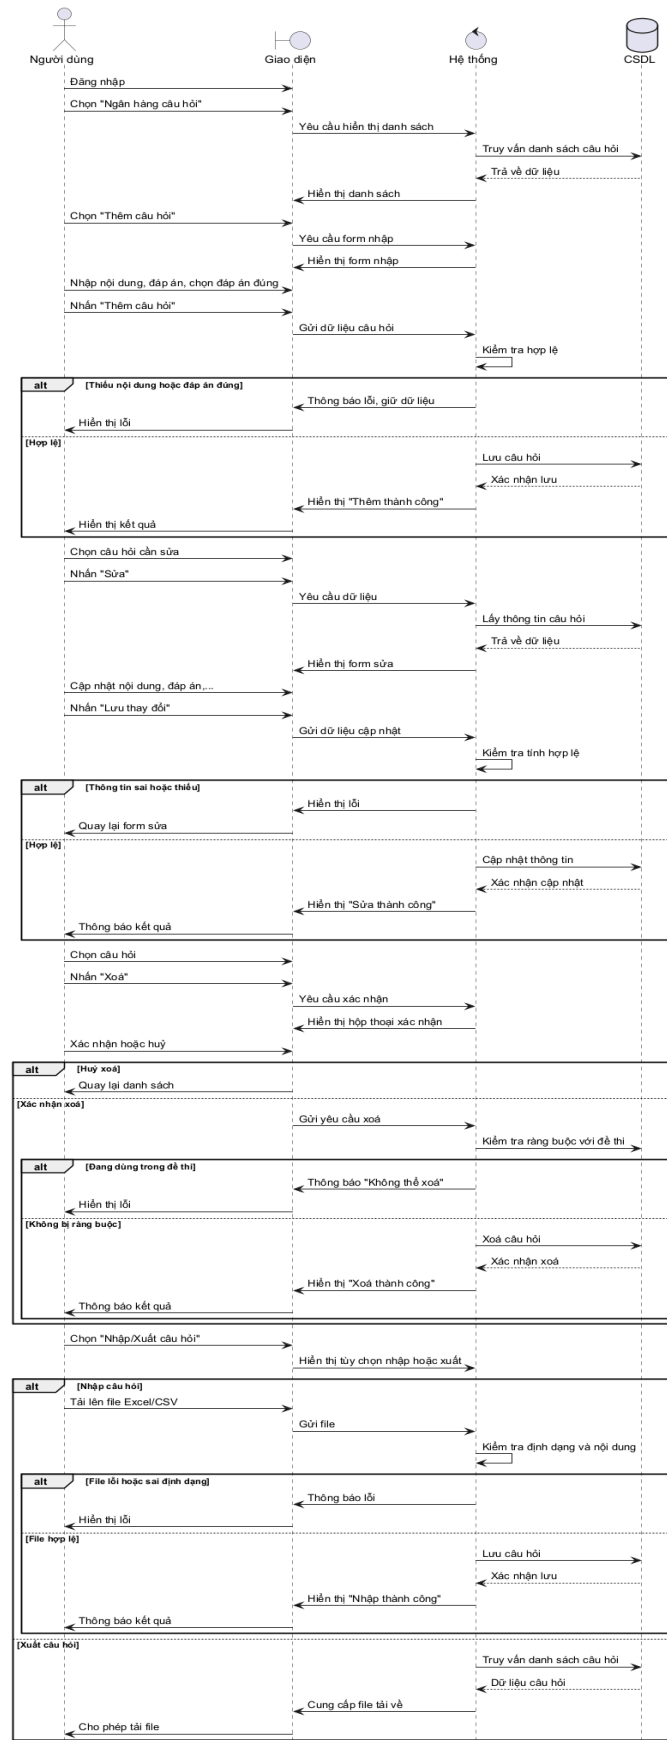 Người dùng
Giao diện
Hệ thống
CSDL
Đăng nhập
Chọn "Ngân hàng câu hỏi"
Yêu cầu hiển thị danh sách
Truy vấn danh sách câu hỏi
Trả về dữ liệu
Hiển thị danh sách
Chọn "Thêm câu hỏi"
Yêu cầu form nhập
Hiển thị form nhập
Nhập nội dung, đáp án, chọn đáp án đúng
Nhấn "Thêm câu hỏi"
Gửi dữ liệu câu hỏi
Kiểm tra hợp lệ
alt [Thiếu nội dung hoặc đáp án đúng]
Thông báo lỗi, giữ dữ liệu
Hiển thị lỗi
[Hợp lệ]
Lưu câu hỏi
Xác nhận lưu
Hiển thị "Thêm thành công"
Hiển thị kết quả
Chọn câu hỏi cần sửa
Nhấn "Sửa"
Yêu cầu dữ liệu
Lấy thông tin câu hỏi
Trả về dữ liệu
Hiển thị form sửa
Cập nhật nội dung, đáp án,...
Nhấn "Lưu thay đổi"
Gửi dữ liệu cập nhật
Kiểm tra tính hợp lệ
alt [Thông tin sai hoặc thiếu]
Hiển thị lỗi
Quay lại form sửa
[Hợp lệ]
Cập nhật thông tin
Xác nhận cập nhật
Hiển thị "Sửa thành công"
Thông báo kết quả
Chọn câu hỏi
Nhấn "Xoá"
Yêu cầu xác nhận
Hiển thị hộp thoại xác nhận
Xác nhận hoặc huỷ
alt [Huỷ xoá]
Quay lại danh sách
[Xác nhận xoá]
Gửi yêu cầu xoá
Kiểm tra ràng buộc với đề thi
alt [Đang dùng trong đề thi]
Thông báo "Không thể xoá"
Hiển thị lỗi
[Không bị ràng buộc]
Xoá câu hỏi
Xác nhận xoá
Hiển thị "Xoá thành công"
Thông báo kết quả
Chọn "Nhập/Xuất câu hỏi"
Hiển thị tùy chọn nhập hoặc xuất
alt [Nhập câu hỏi]
Tải lên file Excel/CSV
Gửi file
Kiểm tra định dạng và nội dung
alt [File lỗi hoặc sai định dạng]
Thông báo lỗi
Hiển thị lỗi
[File hợp lệ]
Lưu câu hỏi
Xác nhận lưu
Hiển thị "Nhập thành công"
Thông báo kết quả
[Xuất câu hỏi]
Truy vấn danh sách câu hỏi
Dữ liệu câu hỏi
Cung cấp file tải về
Cho phép tải file